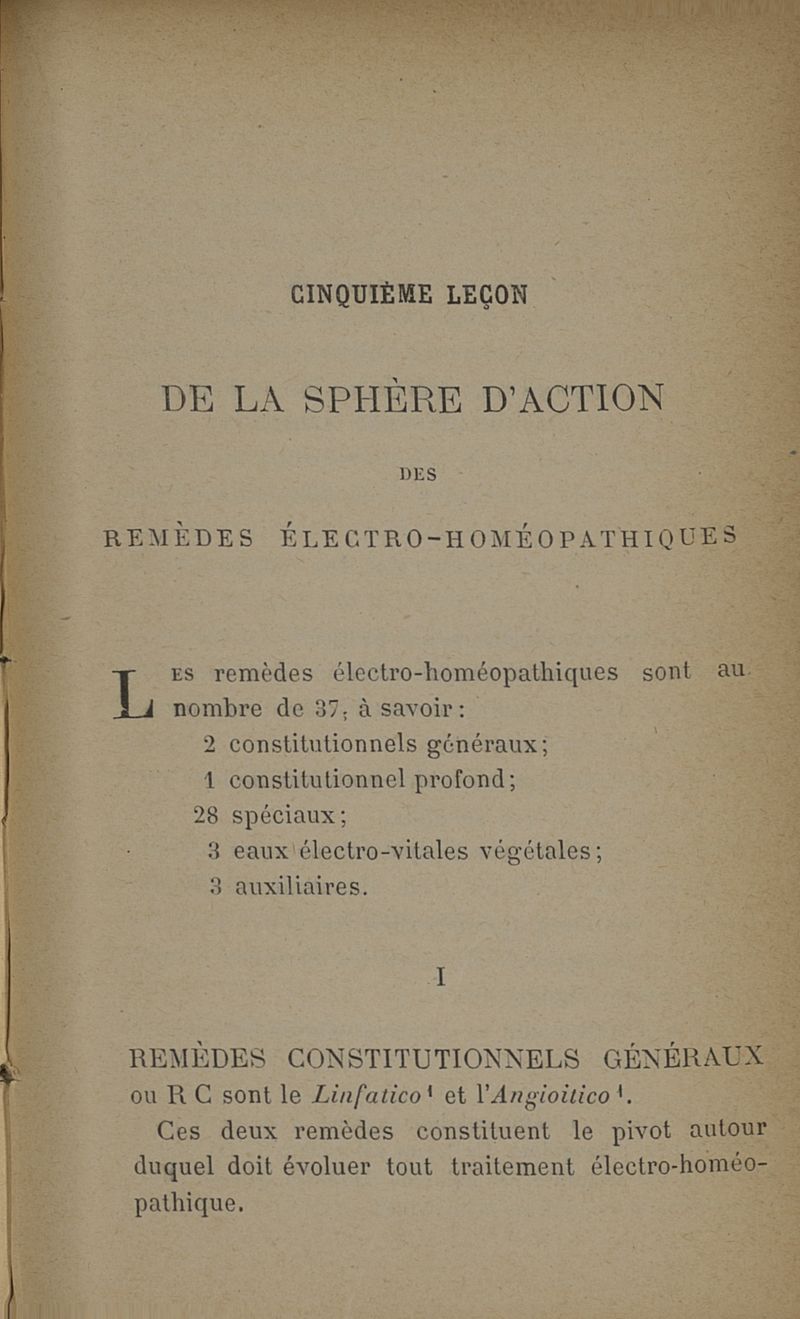 CINQUIÈME LEÇON
DE LA SPHÈRE D'ACTION
DES
REMÈDES ÉLECTRO-HOMÉOPATHIQUES
LES remèdes électro-homéopathiques sont au
nombre de 37; à savoir:
2 constitutionnels généraux;
1 constitutionnel profond;
28 spéciaux;
3 eaux électro-vitales végétales;
3 auxiliaires.
I
REMÈDES CONSTITUTIONNELS GÉNÉRAUX
ou R C sont le Linfatico¹ et l'Angioitico¹.
Ces deux remèdes constituent le pivot autour
duquel doit évoluer tout traitement électro-homéo-
pathique.